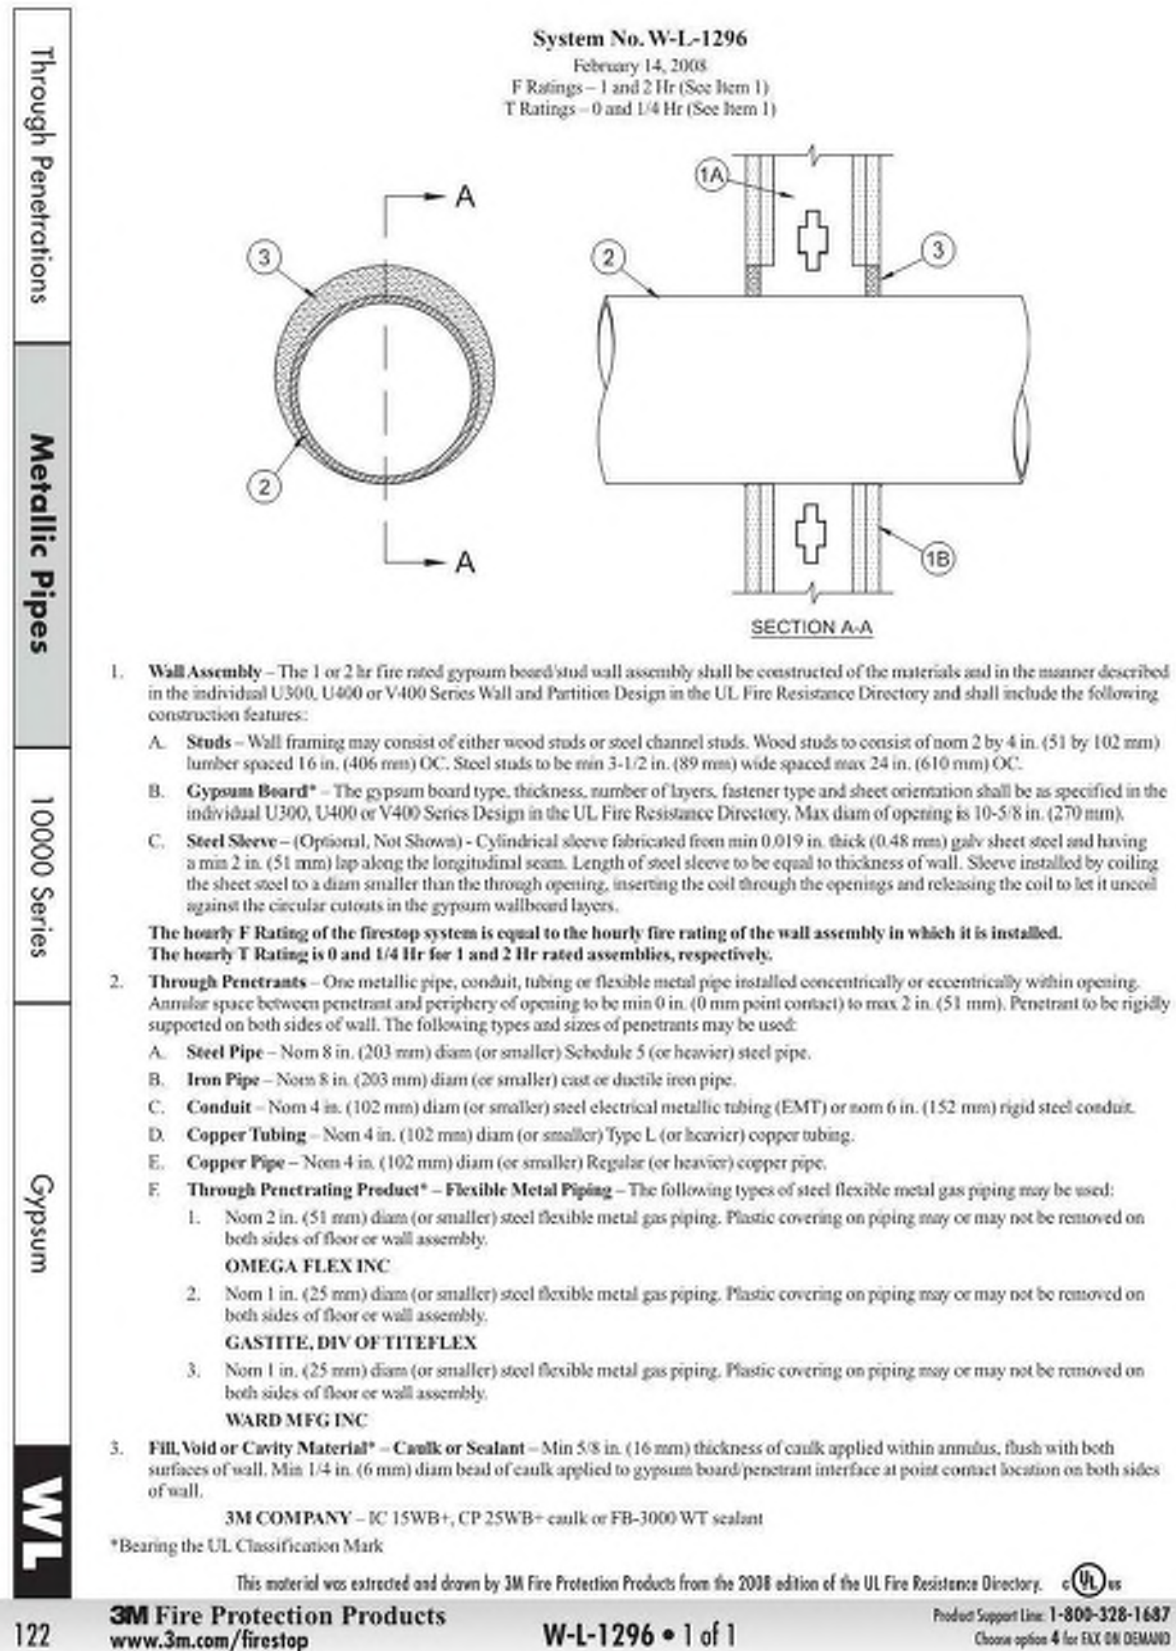 System No. W-L-1296
February 14, 2008
F Ratings – 1 and 2 Hr (See Item 1)
T Ratings – 0 and 1/4 Hr (See Item 1)
A
A
3
2
1A
2
3
1B
SECTION A-A
1. Wall Assembly – The 1 or 2 hr fire rated gypsum board/stud wall assembly shall be constructed of the materials and in the manner described
in the individual U300, U400 or V400 Series Wall and Partition Design in the UL Fire Resistance Directory and shall include the following
construction features:
A. Studs – Wall framing may consist of either wood studs or steel channel studs. Wood studs to consist of nom 2 by 4 in. (51 by 102 mm)
lumber spaced 16 in. (406 mm) OC. Steel studs to be min 3-1/2 in. (89 mm) wide spaced max 24 in. (610 mm) OC.
B. Gypsum Board* – The gypsum board type, thickness, number of layers, fastener type and sheet orientation shall be as specified in the
individual U300, U400 or V400 Series Design in the UL Fire Resistance Directory. Max diam of opening is 10-5/8 in. (270 mm).
C. Steel Sleeve – (Optional, Not Shown) - Cylindrical sleeve fabricated from min 0.019 in. thick (0.48 mm) galv sheet steel and having
a min 2 in. (51 mm) lap along the longitudinal seam. Length of steel sleeve to be equal to thickness of wall. Sleeve installed by coiling
the sheet steel to a diam smaller than the through opening, inserting the coil through the openings and releasing the coil to let it uncoil
against the circular cutouts in the gypsum wallboard layers.
The hourly F Rating of the firestop system is equal to the hourly fire rating of the wall assembly in which it is installed.
The hourly T Rating is 0 and 1/4 Hr for 1 and 2 Hr rated assemblies, respectively.
2. Through Penetrants – One metallic pipe, conduit, tubing or flexible metal pipe installed concentrically or eccentrically within opening.
Annular space between penetrant and periphery of opening to be min 0 in. (0 mm point contact) to max 2 in. (51 mm). Penetrant to be rigidly
supported on both sides of wall. The following types and sizes of penetrants may be used:
A. Steel Pipe – Nom 8 in. (203 mm) diam (or smaller) Schedule 5 (or heavier) steel pipe.
B. Iron Pipe – Nom 8 in. (203 mm) diam (or smaller) cast or ductile iron pipe.
C. Conduit – Nom 4 in. (102 mm) diam (or smaller) steel electrical metallic tubing (EMT) or nom 6 in. (152 mm) rigid steel conduit.
D. Copper Tubing – Nom 4 in. (102 mm) diam (or smaller) Type L (or heavier) copper tubing.
E. Copper Pipe – Nom 4 in. (102 mm) diam (or smaller) Regular (or heavier) copper pipe.
F. Through Penetrating Product* – Flexible Metal Piping – The following types of steel flexible metal gas piping may be used:
1. Nom 2 in. (51 mm) diam (or smaller) steel flexible metal gas piping. Plastic covering on piping may or may not be removed on
both sides of floor or wall assembly.
OMEGA FLEX INC
2. Nom 1 in. (25 mm) diam (or smaller) steel flexible metal gas piping. Plastic covering on piping may or may not be removed on
both sides of floor or wall assembly.
GASTITE, DIV OF TITEFLEX
3. Nom 1 in. (25 mm) diam (or smaller) steel flexible metal gas piping. Plastic covering on piping may or may not be removed on
both sides of floor or wall assembly.
WARD MFG INC
3. Fill, Void or Cavity Material* – Caulk or Sealant – Min 5/8 in. (16 mm) thickness of caulk applied within annulus, flush with both
surfaces of wall. Min 1/4 in. (6 mm) diam bead of caulk applied to gypsum board/penetrant interface at point contact location on both sides
of wall.
3M COMPANY – IC 15WB+, CP 25WB+ caulk or FB-3000 WT sealant
*Bearing the UL Classification Mark
This material was extracted and drawn by 3M Fire Protection Products from the 2008 edition of the UL Fire Resistance Directory.
c UL us
Through Penetrations
Metallic Pipes
1000 Series
Gypsum
WL
122
3M Fire Protection Products
www.3m.com/firestop
W-L-1296 • 1 of 1
Product Support Line: 1-800-328-1687
Choose option 4 for FAX ON DEMAND